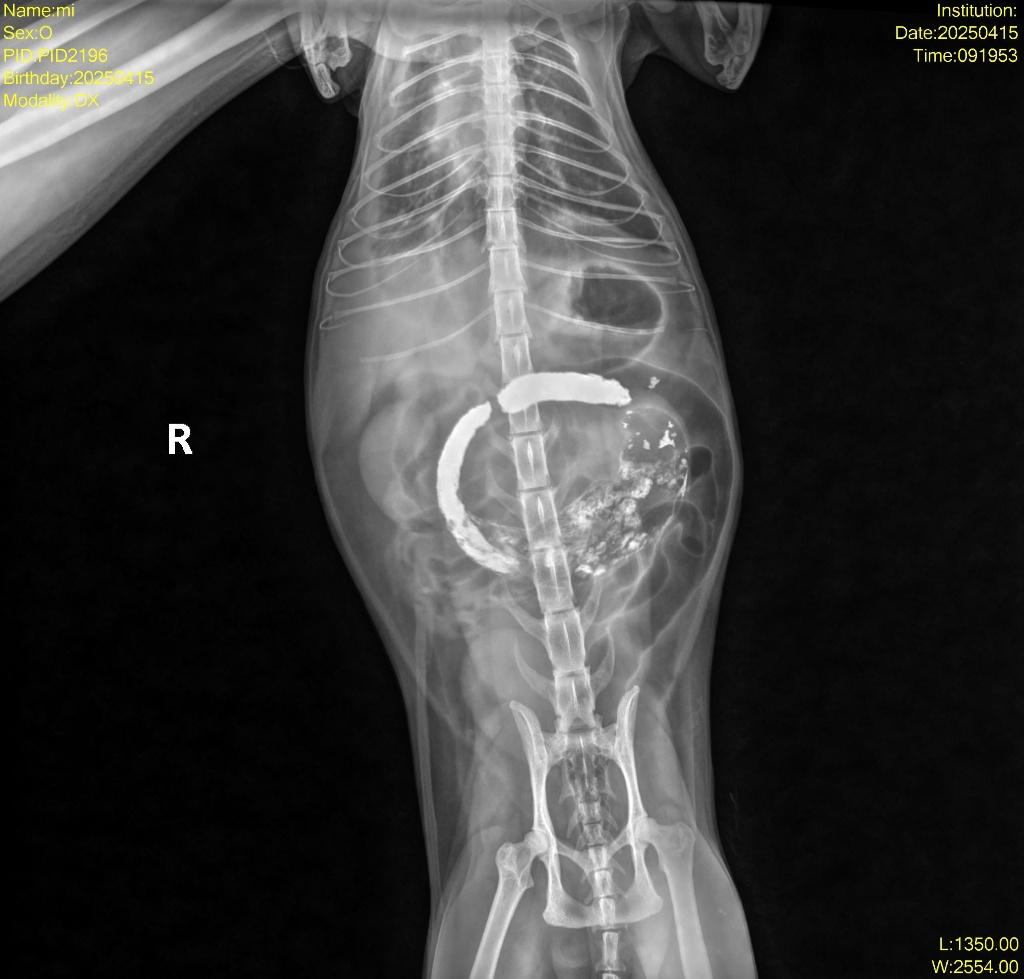 Name:mi
Sex:O
PID:PID2196
Birthday:20250415
Modality:DX
Institution:
Date:20250415
Time:091953
R
L:1350.00
W:2554.00